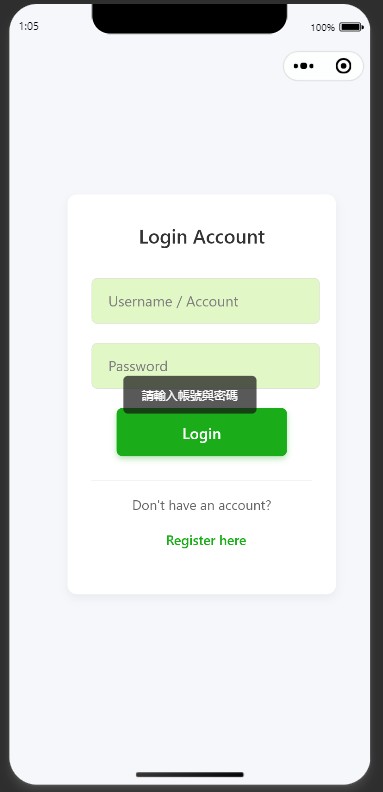 1:05
100%
Login Account
Username / Account
Password
請輸入帳號與密碼
Login
Don't have an account?
Register here